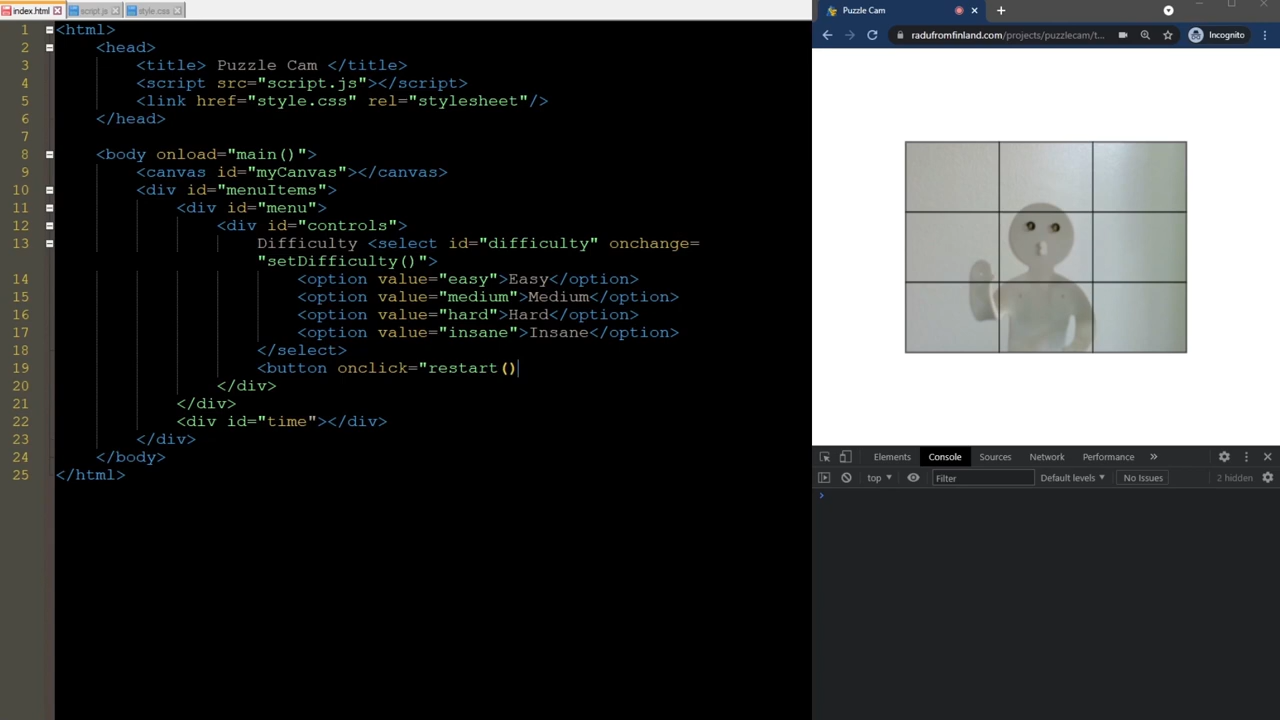 index.html script.js style.css
1 <html>
2 <head>
3 <title> Puzzle Cam </title>
4 <script src="script.js"></script>
5 <link href="style.css" rel="stylesheet"/>
6 </head>
7
8 <body onload="main()">
9 <canvas id="myCanvas"></canvas>
10 <div id="menuItems">
11 <div id="menu">
12 <div id="controls">
13 Difficulty <select id="difficulty" onchange=
"setDifficulty()">
14 <option value="easy">Easy</option>
15 <option value="medium">Medium</option>
16 <option value="hard">Hard</option>
17 <option value="insane">Insane</option>
18 </select>
19 <button onclick="restart()
20 </div>
21 </div>
22 <div id="time"></div>
23 </div>
24 </body>
25 </html>
Puzzle Cam
radufromfinland.com/projects/puzzlecam/t... Incognito
Elements Console Sources Network Performance »
top Filter Default levels No Issues 2 hidden